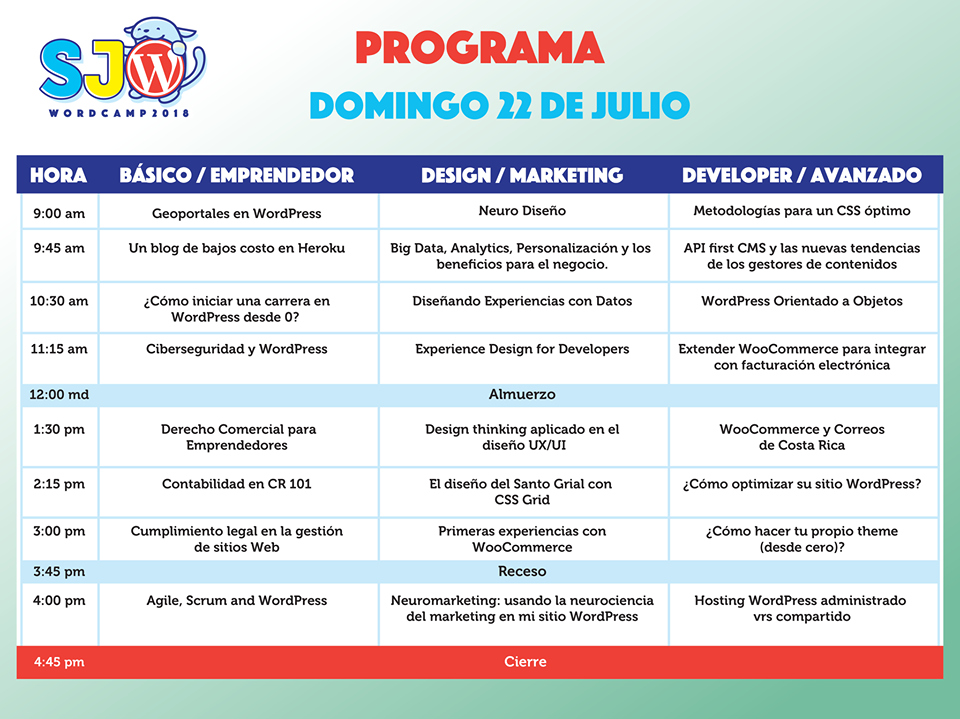 SJW
WORDCAMP2018
PROGRAMA
DOMINGO 22 DE JULIO
HORA BÁSICO / EMPRENDEDOR DESIGN / MARKETING DEVELOPER / AVANZADO
9:00 am Geoportales en WordPress Neuro Diseño Metodologías para un CSS óptimo
9:45 am Un blog de bajos costo en Heroku Big Data, Analytics, Personalización y los API first CMS y las nuevas tendencias
beneficios para el negocio. de los gestores de contenidos
10:30 am ¿Cómo iniciar una carrera en Diseñando Experiencias con Datos WordPress Orientado a Objetos
WordPress desde 0?
11:15 am Ciberseguridad y WordPress Experience Design for Developers Extender WooCommerce para integrar
con facturación electrónica
12:00 md Almuerzo
1:30 pm Derecho Comercial para Design thinking aplicado en el WooCommerce y Correos
Emprendedores diseño UX/UI de Costa Rica
2:15 pm Contabilidad en CR 101 El diseño del Santo Grial con ¿Cómo optimizar su sitio WordPress?
CSS Grid
3:00 pm Cumplimiento legal en la gestión Primeras experiencias con ¿Cómo hacer tu propio theme
de sitios Web WooCommerce (desde cero)?
3:45 pm Receso
4:00 pm Agile, Scrum and WordPress Neuromarketing: usando la neurociencia Hosting WordPress administrado
del marketing en mi sitio WordPress vrs compartido
4:45 pm Cierre